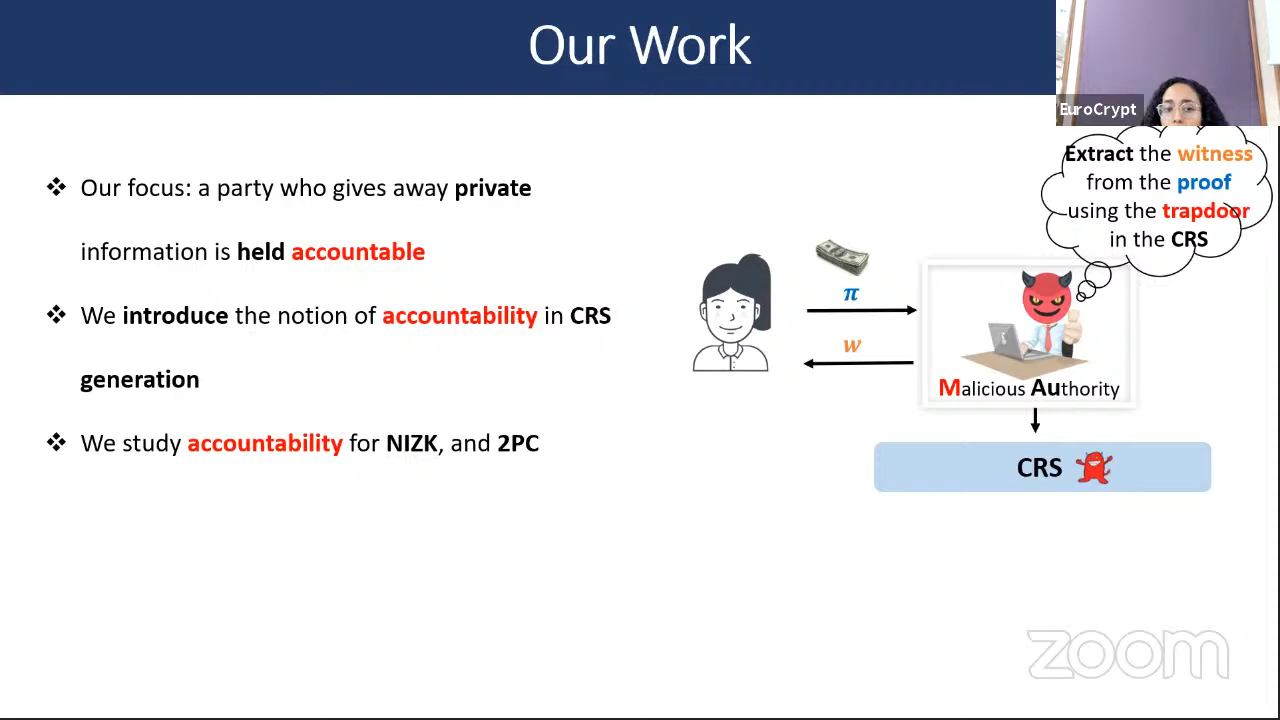 Our Work
EuroCrypt
❖ Our focus: a party who gives away private
information is held accountable
❖ We introduce the notion of accountability in CRS
generation
❖ We study accountability for NIZK, and 2PC
Extract the witness
from the proof
using the trapdoor
in the CRS
π
w
Malicious Authority
CRS
zoom